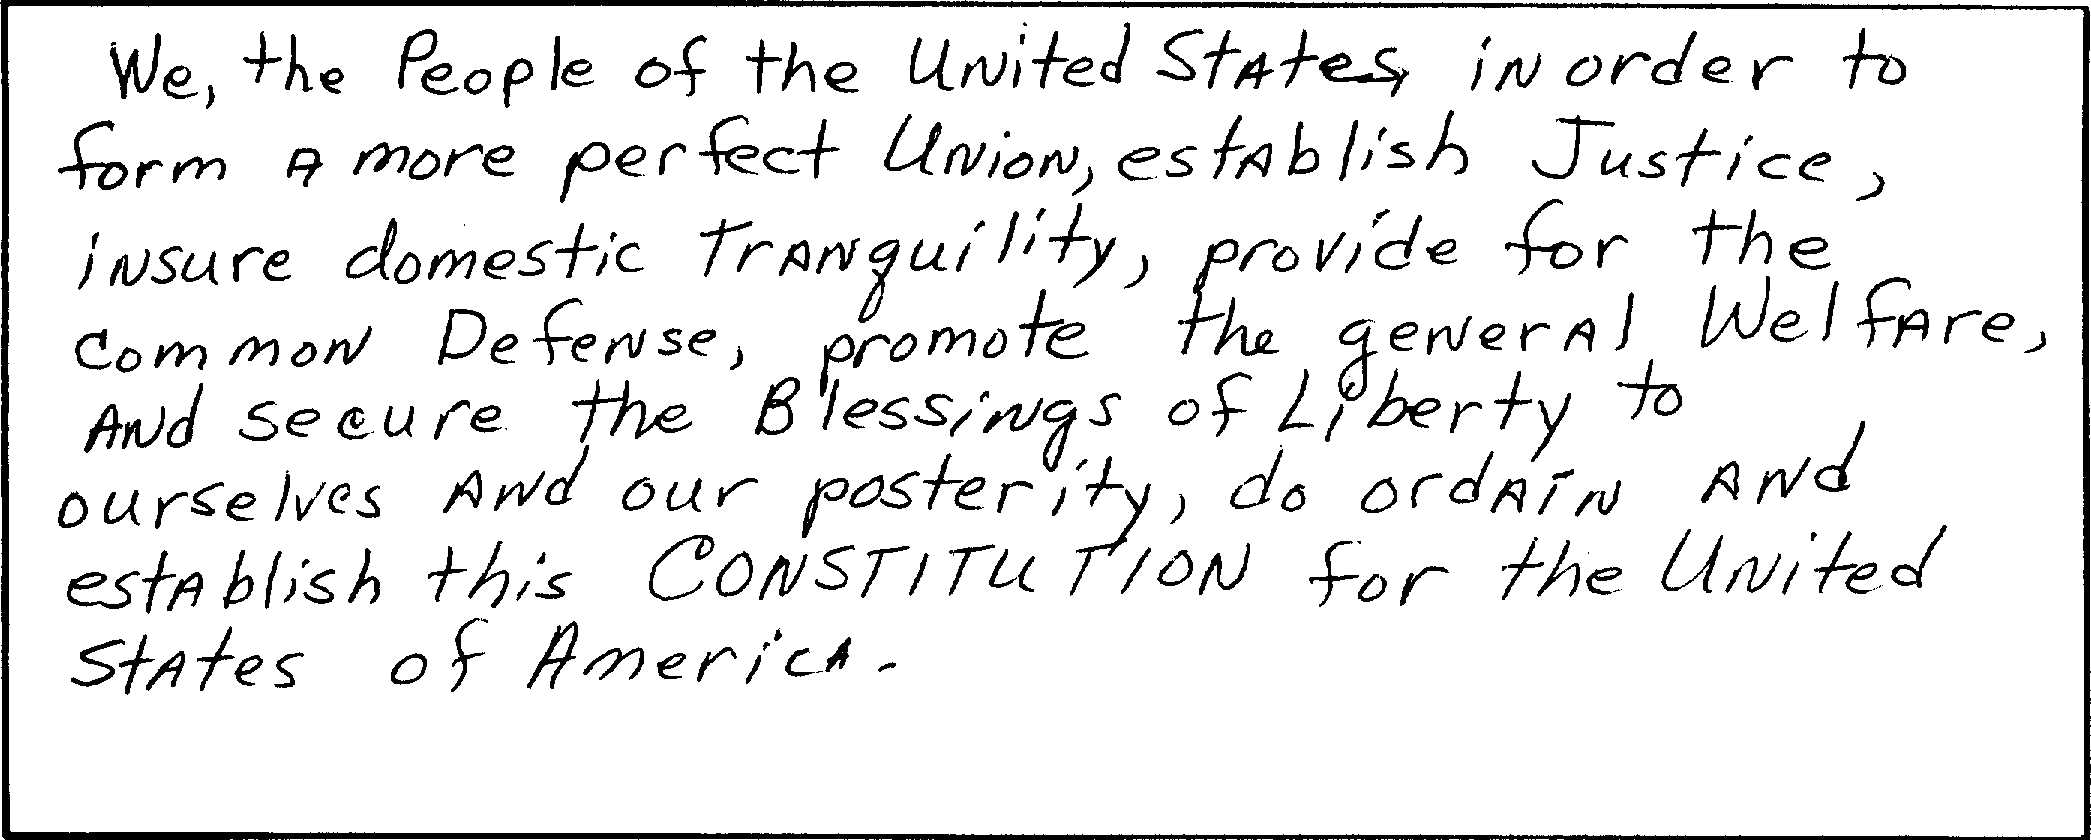 We, the People of the United States, in order to
form a more perfect Union, establish Justice,
insure domestic Tranquility, provide for the
common Defense, promote the general Welfare,
and secure the Blessings of Liberty to
ourselves and our posterity, do ordain and
establish this CONSTITUTION for the United
States of America.